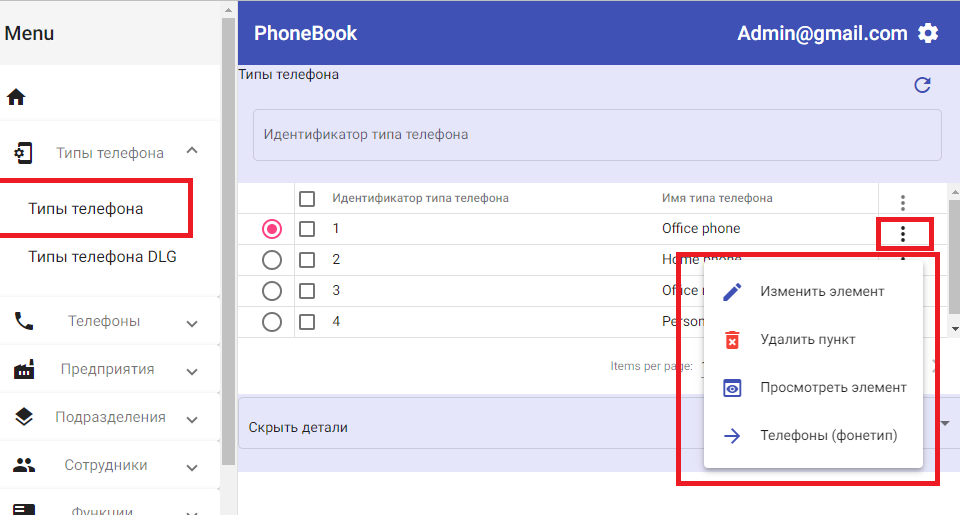 Menu
PhoneBook
Admin@gmail.com
Типы телефона
Идентификатор типа телефона
Типы телефона
Типы телефона
Типы телефона DLG
Телефоны
Предприятия
Подразделения
Сотрудники
Функции
Идентификатор типа телефона Имя типа телефона
1 Office phone
2 Home phone
3 Office
4 Person
Items per page:
Изменить элемент
Удалить пункт
Просмотреть элемент
Телефоны (фонетип)
Скрыть детали